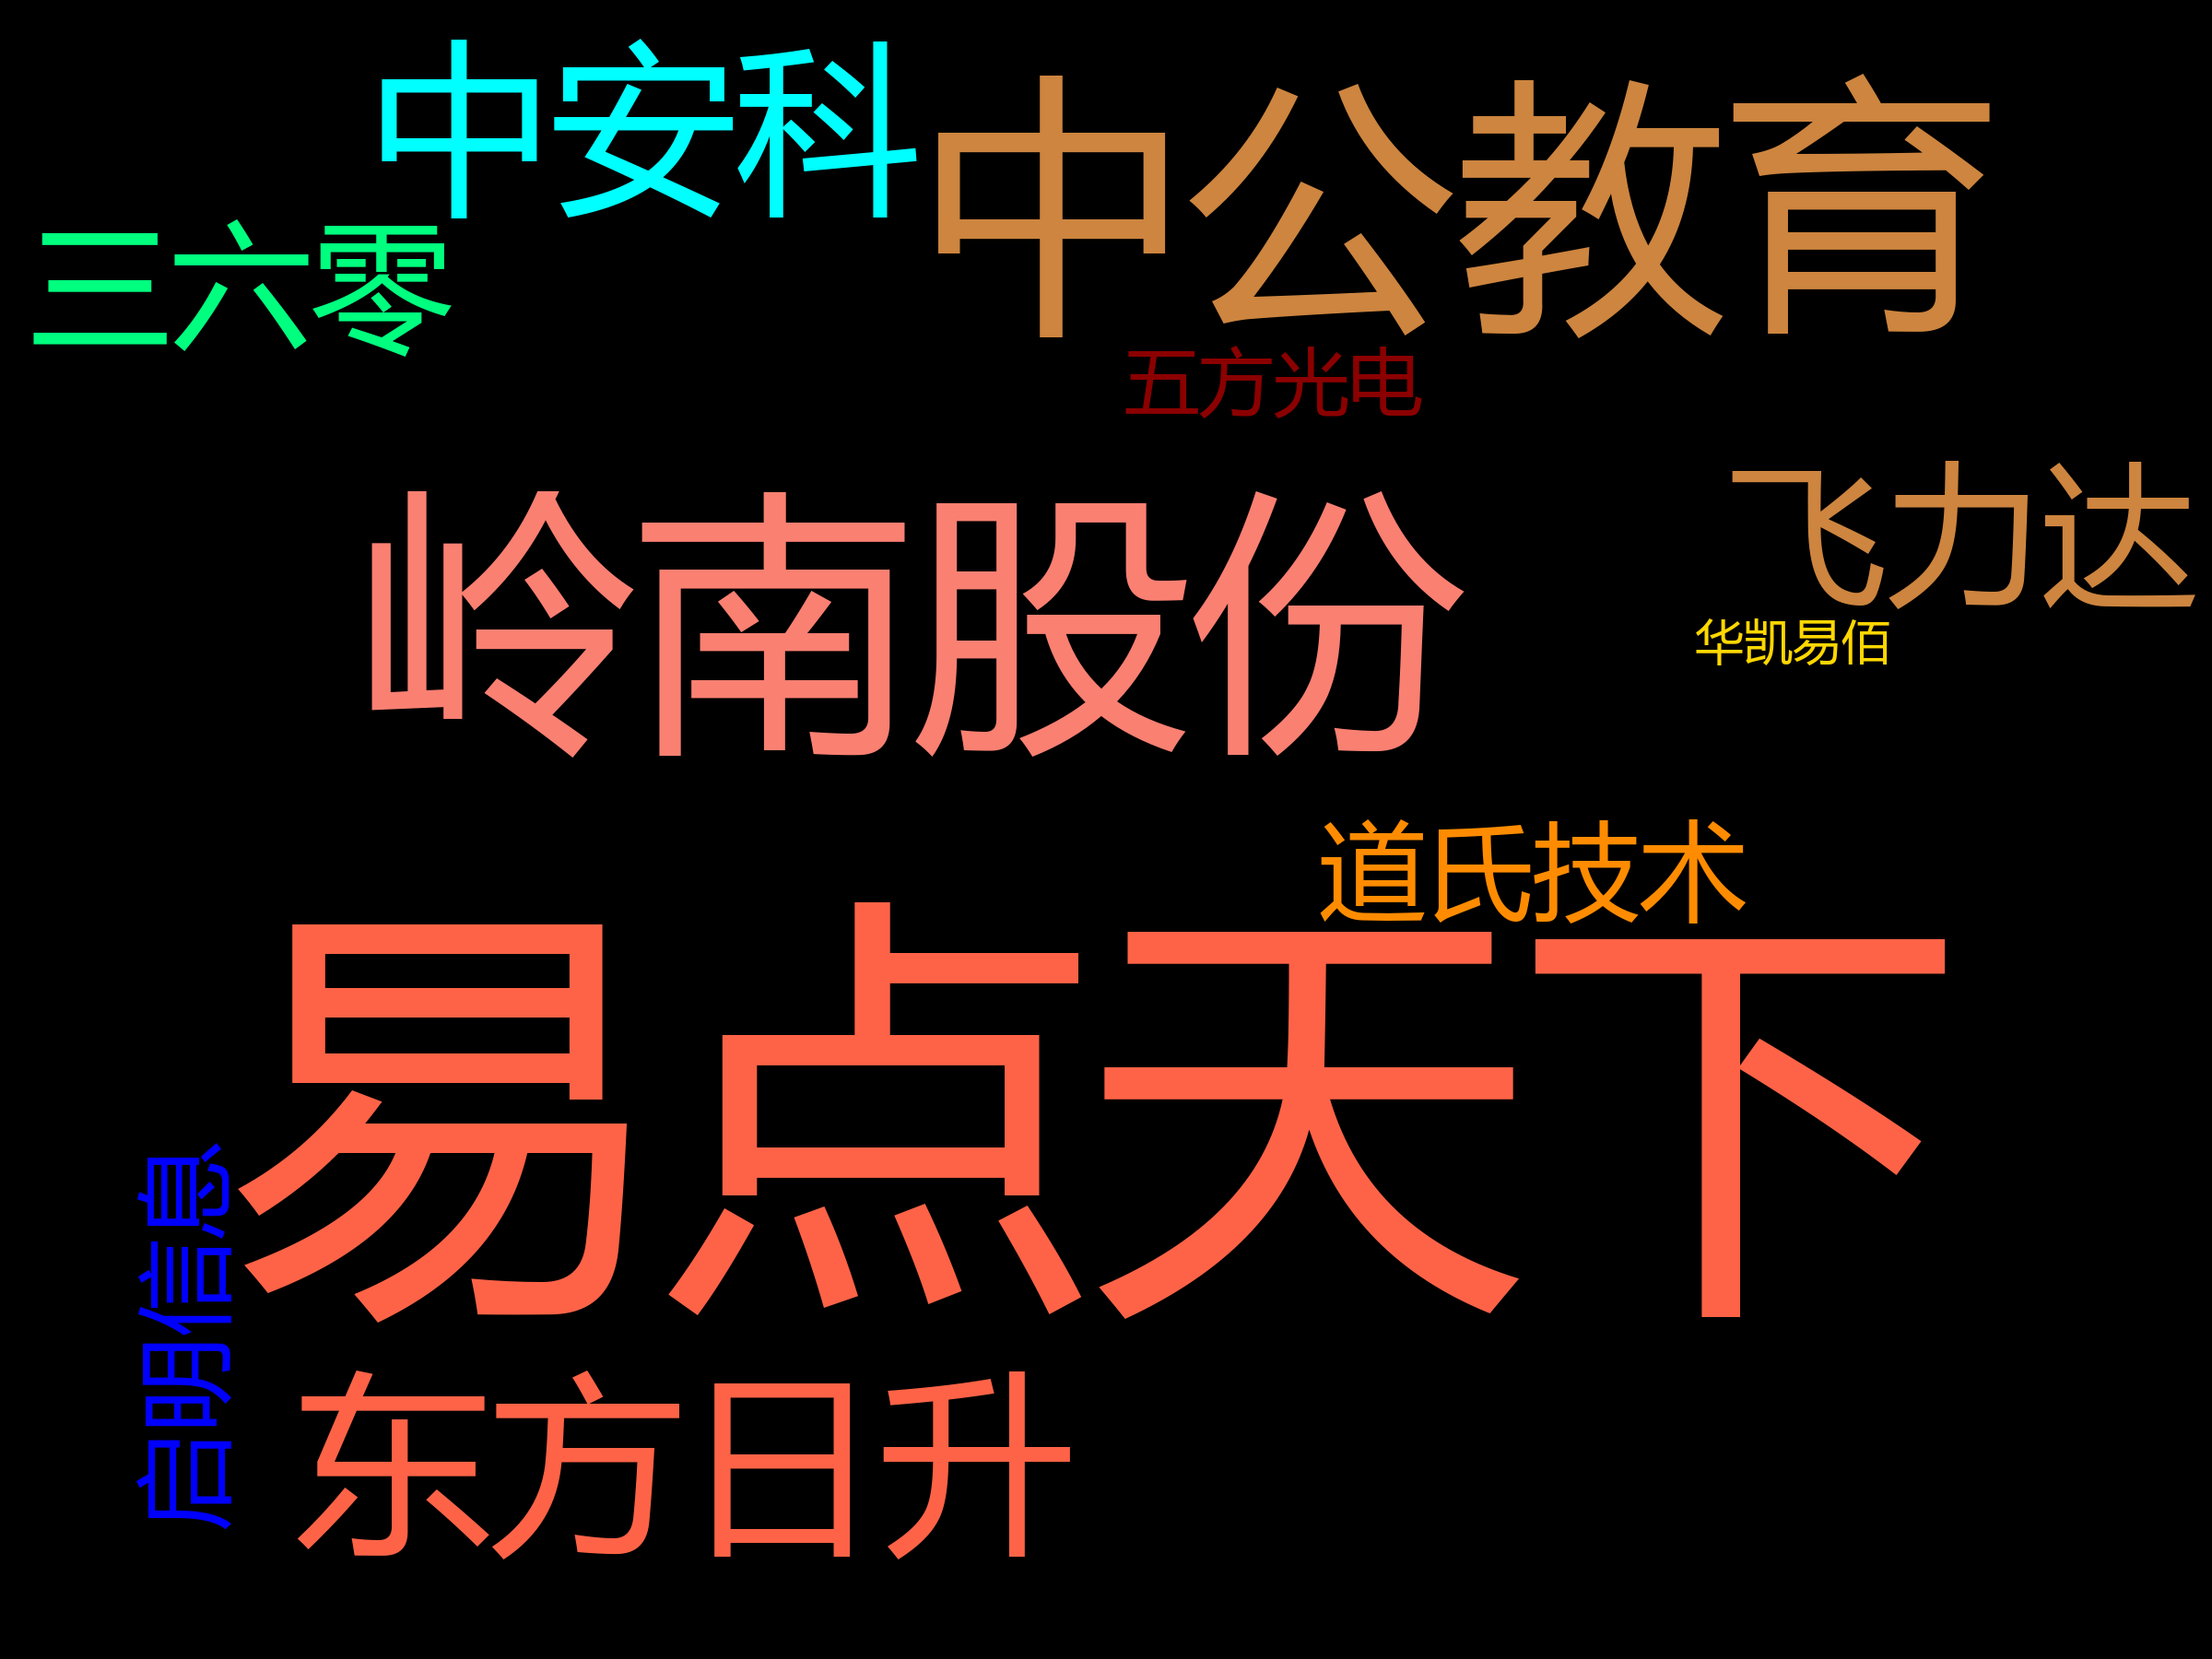 中安科
中公教育
三六零
五方光电
岭南股份
飞力达
华凯易佰
道氏技术
易点天下
启明信息
东方日升